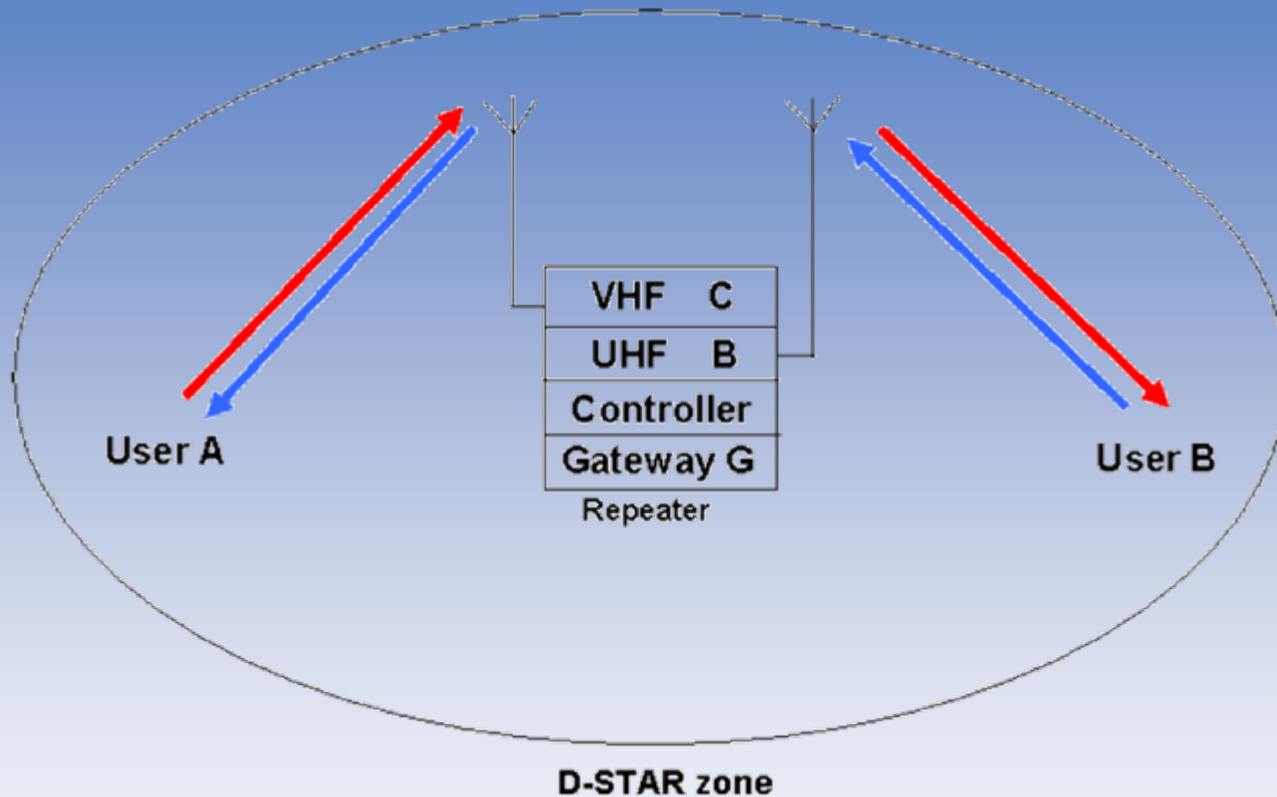 VHF C
UHF B
Controller
Gateway G
Repeater
User A
User B
D-STAR zone